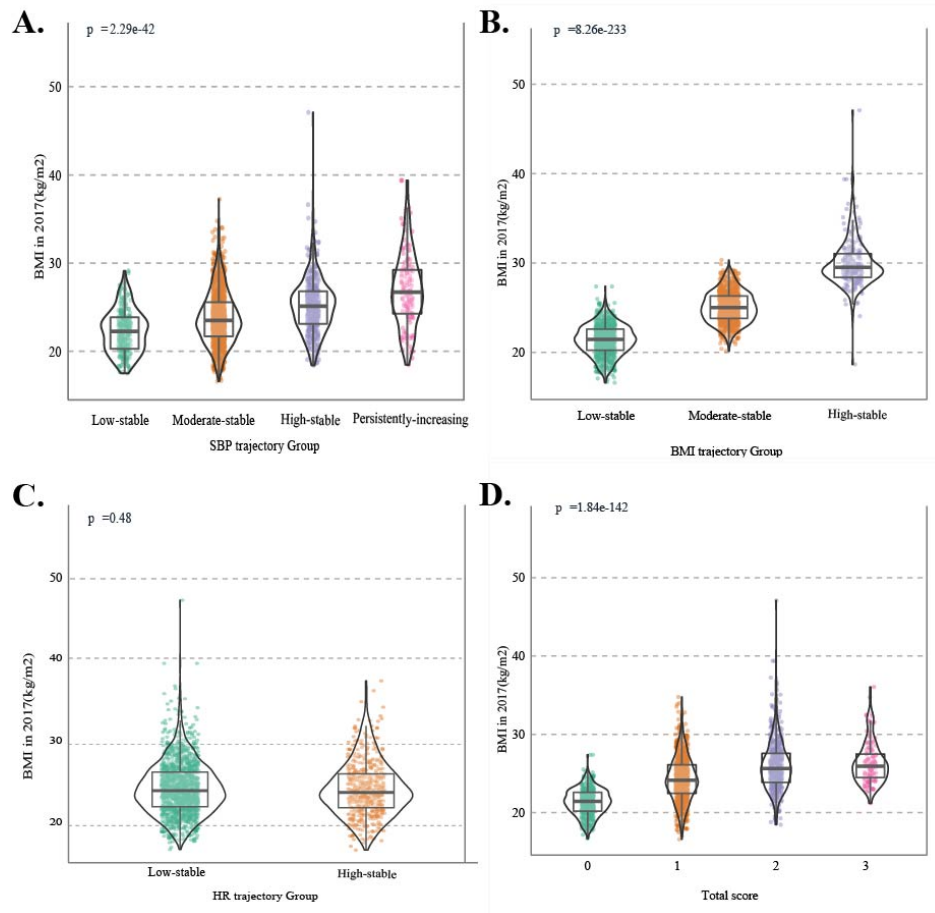 A.
p =2.29e-42
50
40
30
20
BMI in 2017(kg/m2)
Low-stable Moderate-stable High-stable Persistently-increasing
SBP trajectory Group
B.
p =8.26e-233
50
40
30
20
BMI in 2017(kg/m2)
Low-stable Moderate-stable High-stable
BMI trajectory Group
C.
p =0.48
50
40
30
20
BMI in 2017(kg/m2)
Low-stable High-stable
HR trajectory Group
D.
p =1.84e-142
50
40
30
20
BMI in 2017(kg/m2)
0 1 2 3
Total score